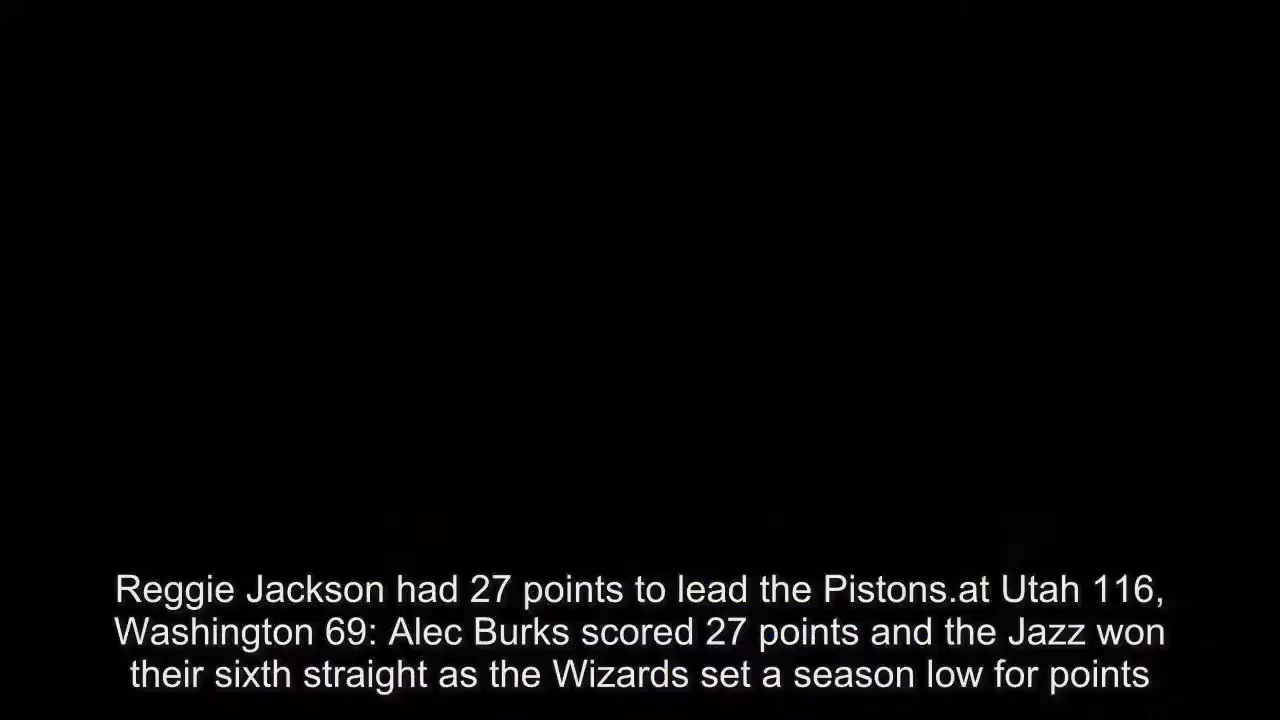 Reggie Jackson had 27 points to lead the Pistons.at Utah 116,
Washington 69: Alec Burks scored 27 points and the Jazz won
their sixth straight as the Wizards set a season low for points